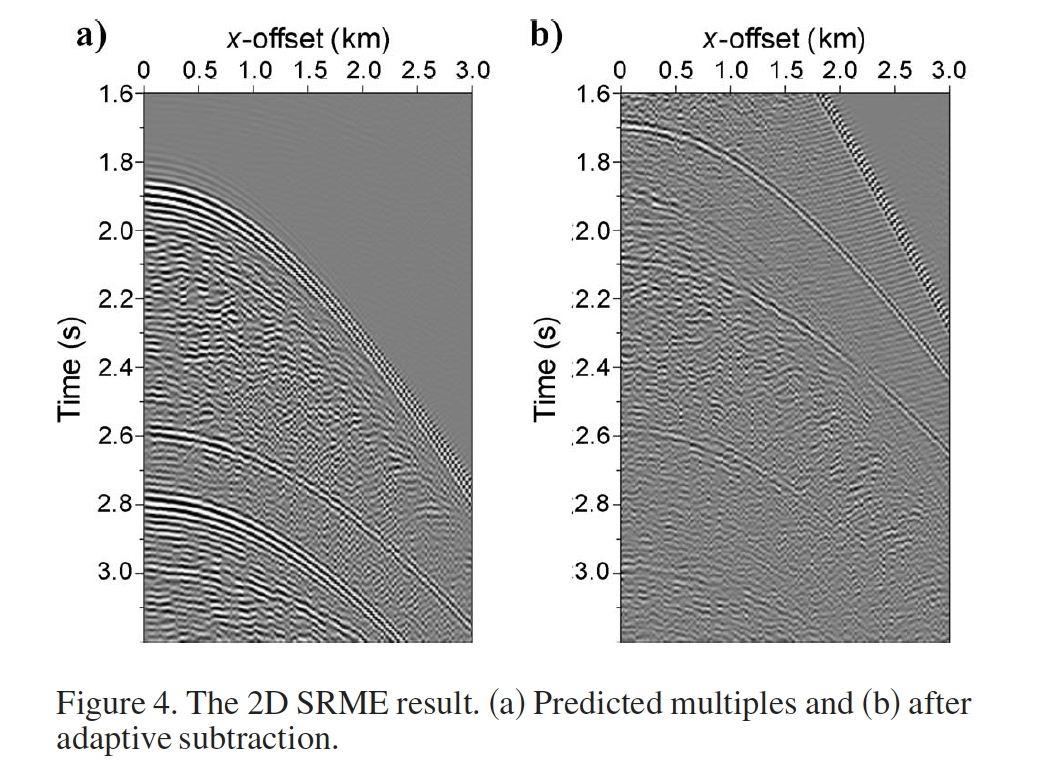 a)
x-offset (km)
0 0.5 1.0 1.5 2.0 2.5 3.0
1.6
1.8
2.0
2.2
2.4
2.6
2.8
3.0
Time (s)
b)
x-offset (km)
0 0.5 1.0 1.5 2.0 2.5 3.0
1.6
1.8
2.0
2.2
2.4
2.6
2.8
3.0
Time (s)
Figure 4. The 2D SRME result. (a) Predicted multiples and (b) after
adaptive subtraction.